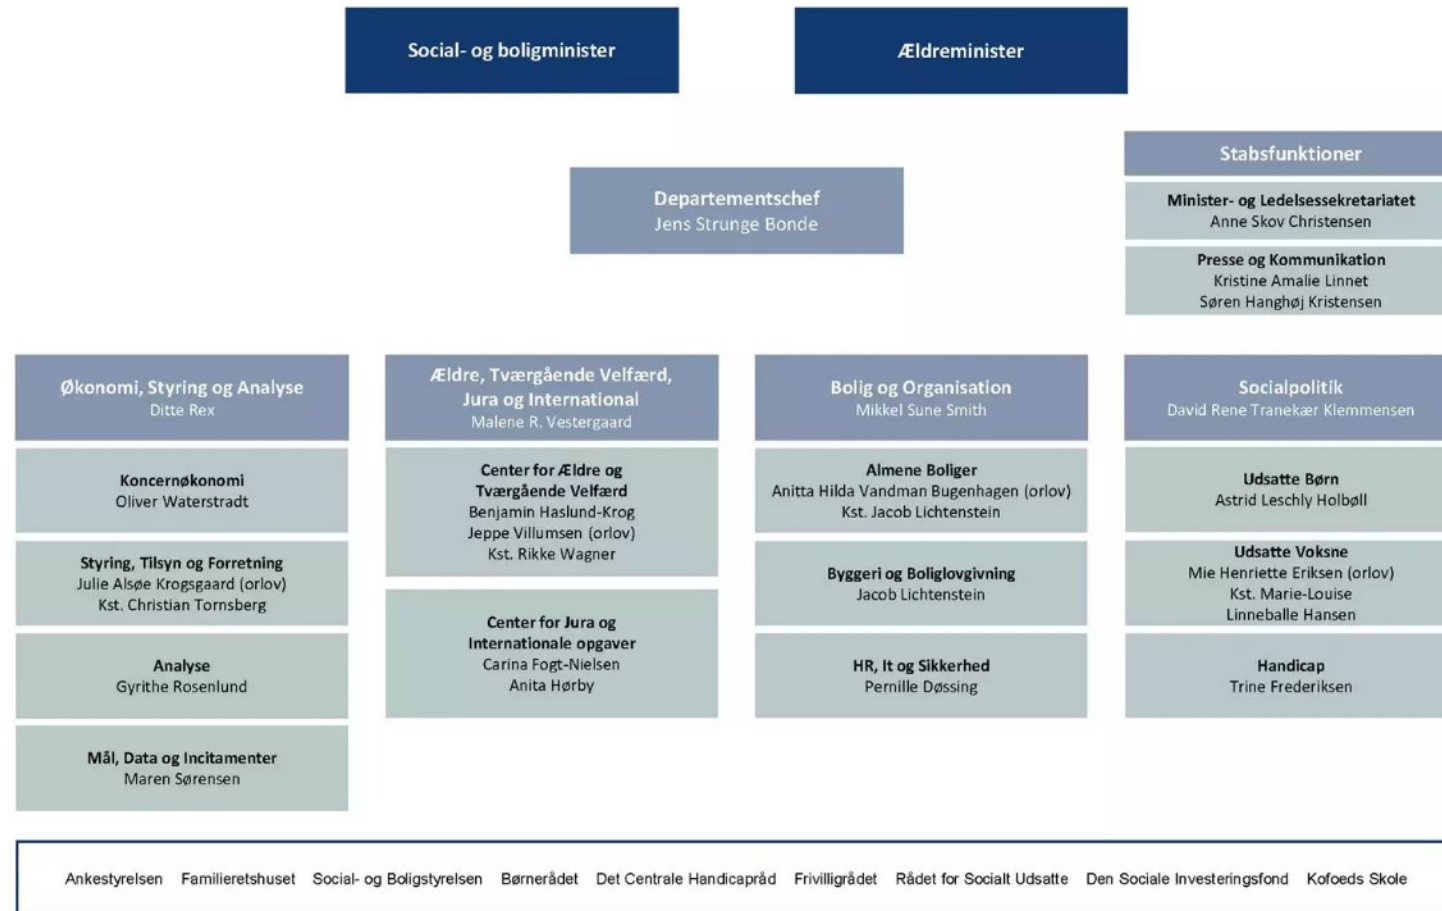 Social- og boligminister
Ældreminister
Departementschef
Jens Strunge Bonde
Stabsfunktioner
Minister- og Ledelsessekretariatet
Anne Skov Christensen
Presse og Kommunikation
Kristine Amalie Linnet
Søren Hanghøj Kristensen
Økonomi, Styring og Analyse
Ditte Rex
Koncernøkonomi
Oliver Waterstradt
Styring, Tilsyn og Forretning
Julie Alsøe Krogsgaard (orlov)
Kst. Christian Tornsberg
Analyse
Gyrithe Rosenlund
Mål, Data og Incitamenter
Maren Sørensen
Ældre, Tværgående Velfærd,
Jura og International
Malene R. Vestergaard
Center for Ældre og
Tværgående Velfærd
Benjamin Haslund-Krog
Jeppe Villumsen (orlov)
Kst. Rikke Wagner
Center for Jura og
Internationale opgaver
Carina Fogt-Nielsen
Anita Hørby
Bolig og Organisation
Mikkel Sune Smith
Almene Boliger
Anitta Hilda Vandman Bugenhagen (orlov)
Kst. Jacob Lichtenstein
Byggeri og Boliglovgivning
Jacob Lichtenstein
HR, It og Sikkerhed
Pernille Døssing
Socialpolitik
David Rene Tranekær Klemmensen
Udsatte Børn
Astrid Leschly Holbøll
Udsatte Voksne
Mie Henriette Eriksen (orlov)
Kst. Marie-Louise
Linneballe Hansen
Handicap
Trine Frederiksen
Ankestyrelsen Familieretshuset Social- og Boligstyrelsen Børnerådet Det Centrale Handicapråd Frivilligrådet Rådet for Socialt Udsatte Den Sociale Investeringsfond Kofoeds Skole